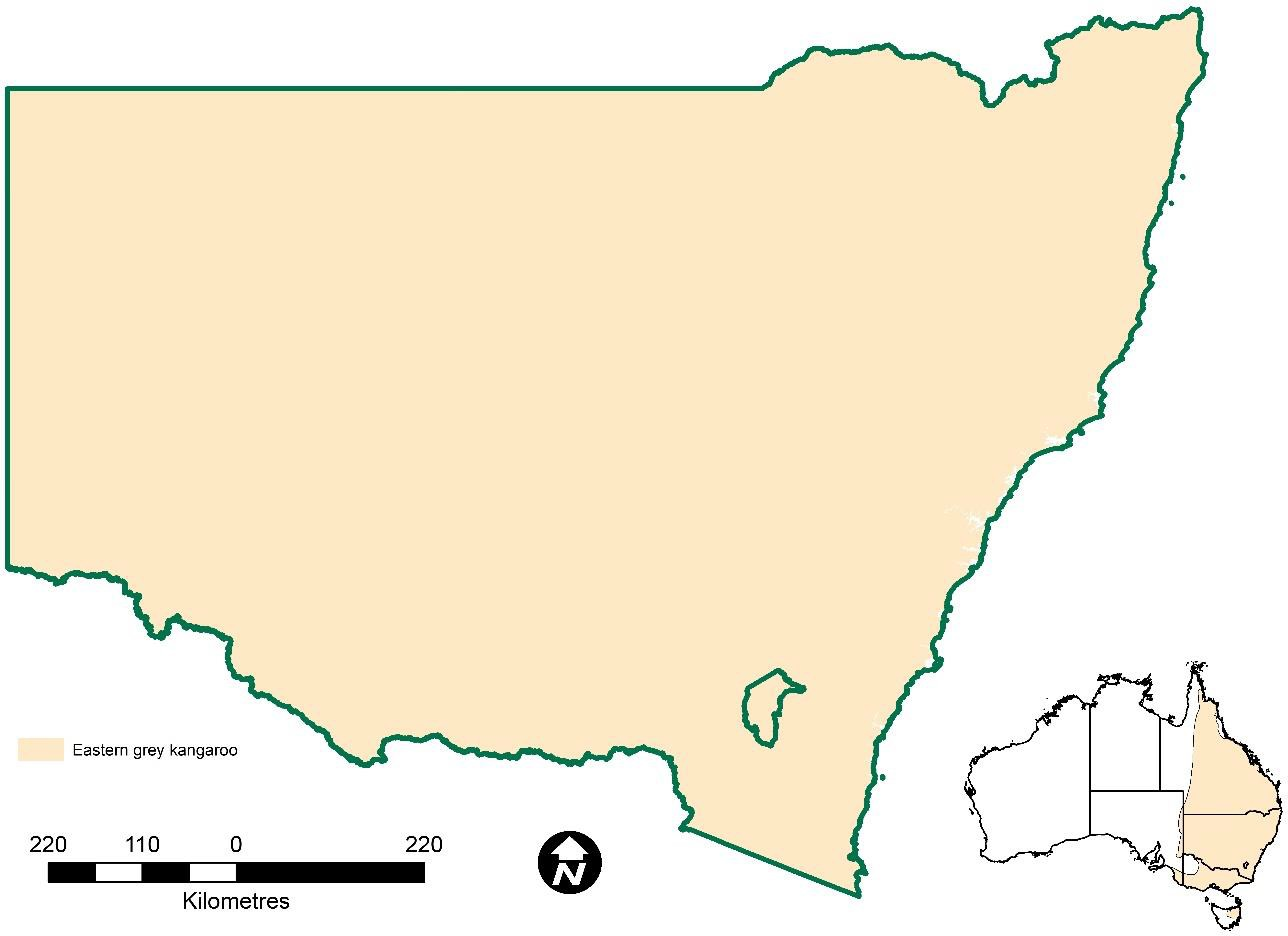 Eastern grey kangaroo
220 110 0 220
Kilometres
N